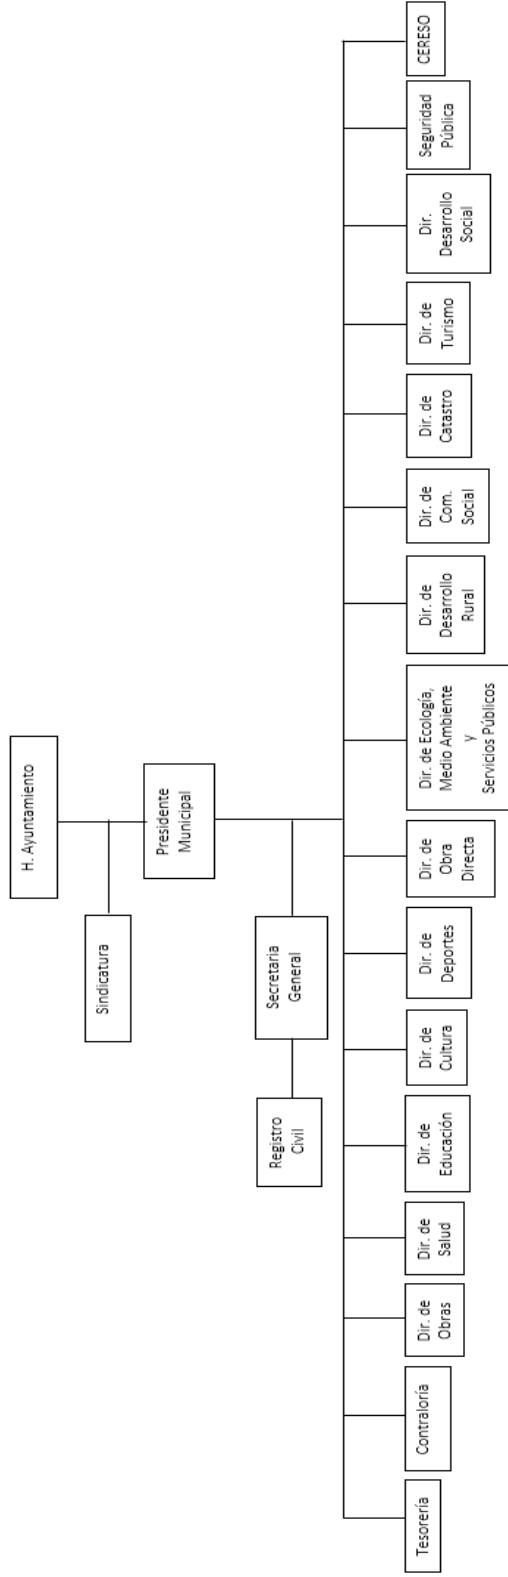 H. Ayuntamiento
Sindicatura
Presidente
Municipal
Secretaria
General
Registro
Civil
Tesorería
Contraloría
Dir. de
Obras
Dir. de
Salud
Dir. de
Educación
Dir. de
Cultura
Dir. de
Deportes
Dir. de
Obra
Directa
Dir. de Ecología,
Medio Ambiente
y
Servicios Públicos
Dir. de
Desarrollo
Rural
Dir. de
Com.
Social
Dir. de
Catastro
Dir. de
Turismo
Dir.
Desarrollo
Social
Seguridad
Pública
CERESO